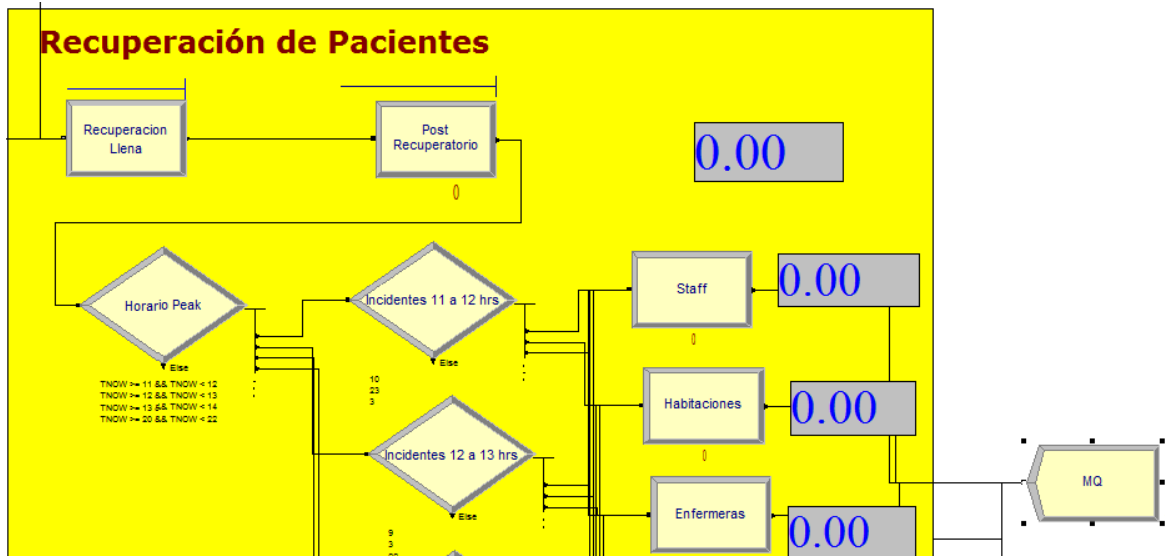 Recuperación de Pacientes
Recuperacion
Llena
Post
Recuperatorio
0.00
0
Horario Peak
Else
TNOW >= 11 && TNOW < 12
TNOW >= 12 && TNOW < 13
TNOW >= 13 && TNOW < 14
TNOW >= 20 && TNOW < 22
Incidentes 11 a 12 hrs
Else
10
23
3
Staff
0.00
0
Habitaciones
0.00
0
Incidentes 12 a 13 hrs
Else
9
3
Enfermeras
0.00
MQ